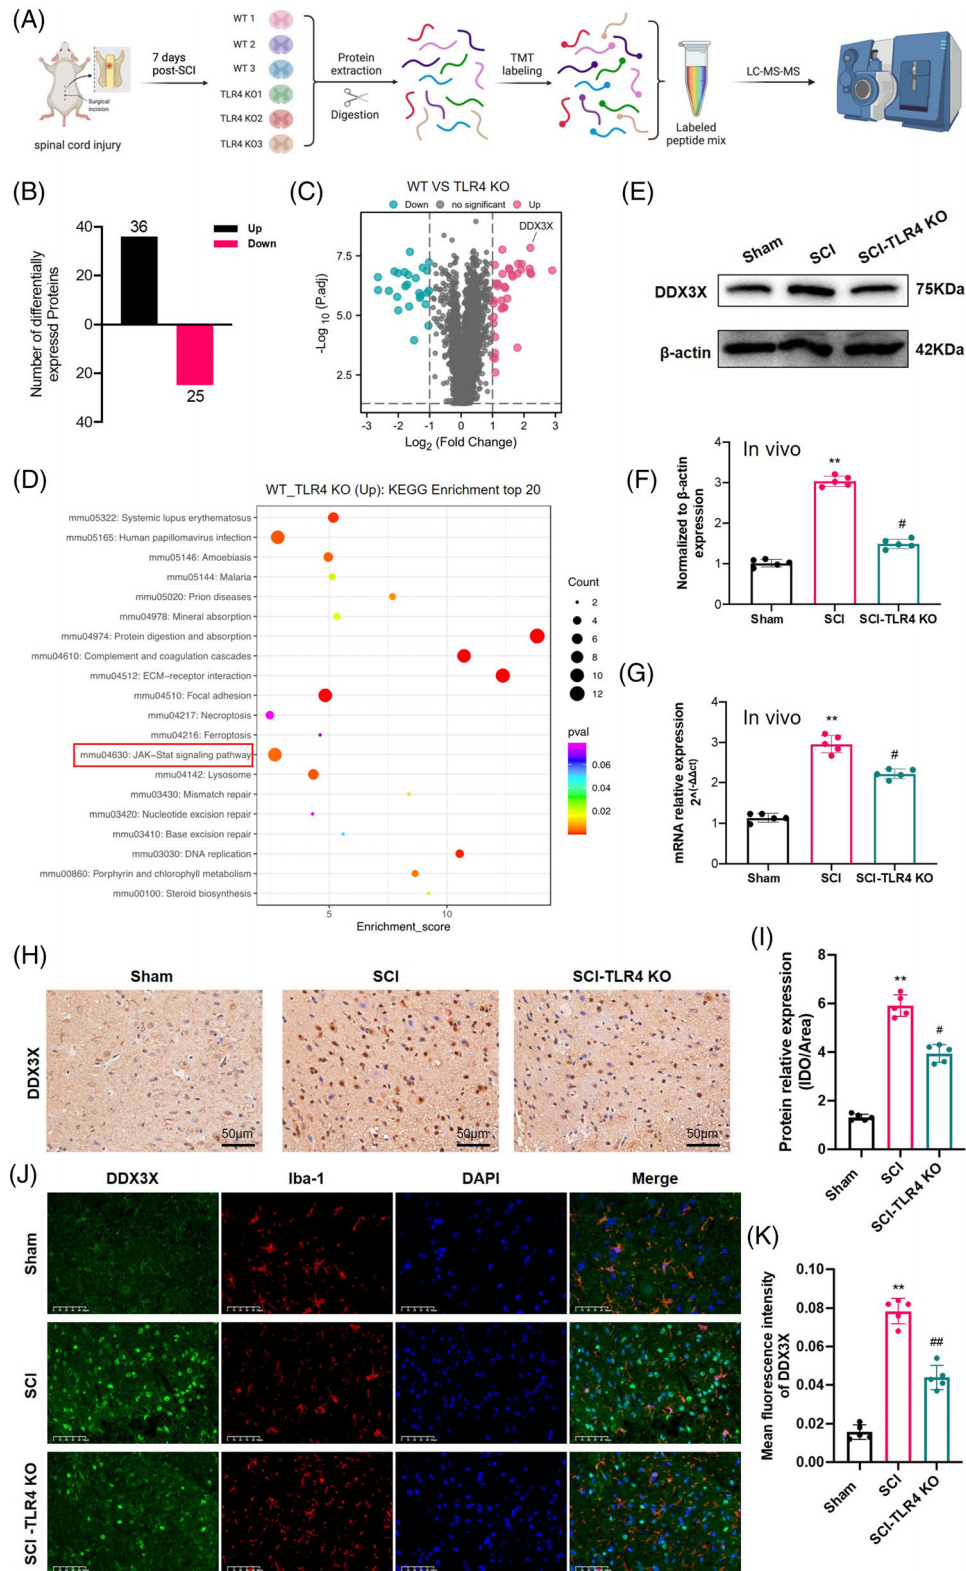 (A)
WT 1
WT 2
WT 3
TLR4 KO1
TLR4 KO2
TLR4 KO3
7 days
post-SCI
Surgical
incision
spinal cord injury
Protein
extraction
Digestion
TMT
labeling
Labeled
peptide mix
LC-MS-MS
(B)
Number of differentially
expressd Proteins
40
20
0
20
40
36
25
Up
Down
(C)
WT VS TLR4 KO
Down
no significant
Up
DDX3X
-Log10 (P.adj)
7.5
5.0
2.5
-3
-2
-1
0
1
2
3
Log2 (Fold Change)
(E)
Sham
SCI
SCI-TLR4 KO
DDX3X
75KDa
β-actin
42KDa
(D)
WT_TLR4 KO (Up): KEGG Enrichment top 20
mmu05322: Systemic lupus erythematosus
mmu05165: Human papillomavirus infection
mmu05146: Amoebiasis
mmu05144: Malaria
mmu05020: Prion diseases
mmu04978: Mineral absorption
mmu04974: Protein digestion and absorption
mmu04610: Complement and coagulation cascades
mmu04512: ECM−receptor interaction
mmu04510: Focal adhesion
mmu04217: Necroptosis
mmu04216: Ferroptosis
mmu04630: JAK−Stat signaling pathway
mmu04142: Lysosome
mmu03430: Mismatch repair
mmu03420: Nucleotide excision repair
mmu03410: Base excision repair
mmu03030: DNA replication
mmu00860: Porphyrin and chlorophyll metabolism
mmu00100: Steroid biosynthesis
5
10
Enrichment_score
Count
2
4
6
8
10
12
pval
0.06
0.04
0.02
(F)
In vivo
Normalized to β-actin
expression
4
3
2
1
0
**
#
Sham
SCI
SCI-TLR4 KO
(G)
In vivo
mRNA relative expression
2^(-ΔΔct)
4
3
2
1
0
**
#
Sham
SCI
SCI-TLR4 KO
(H)
Sham
SCI
SCI-TLR4 KO
DDX3X
50μm
50μm
50μm
(I)
Protein relative expression
(IDO/Area)
8
6
4
2
0
**
#
Sham
SCI
SCI-TLR4 KO
(J)
DDX3X
Iba-1
DAPI
Merge
Sham
SCI
SCI -TLR4 KO
(K)
Mean fluorescence intensity
of DDX3X
0.10
0.08
0.06
0.04
0.02
0.00
**
##
Sham
SCI
SCI-TLR4 KO